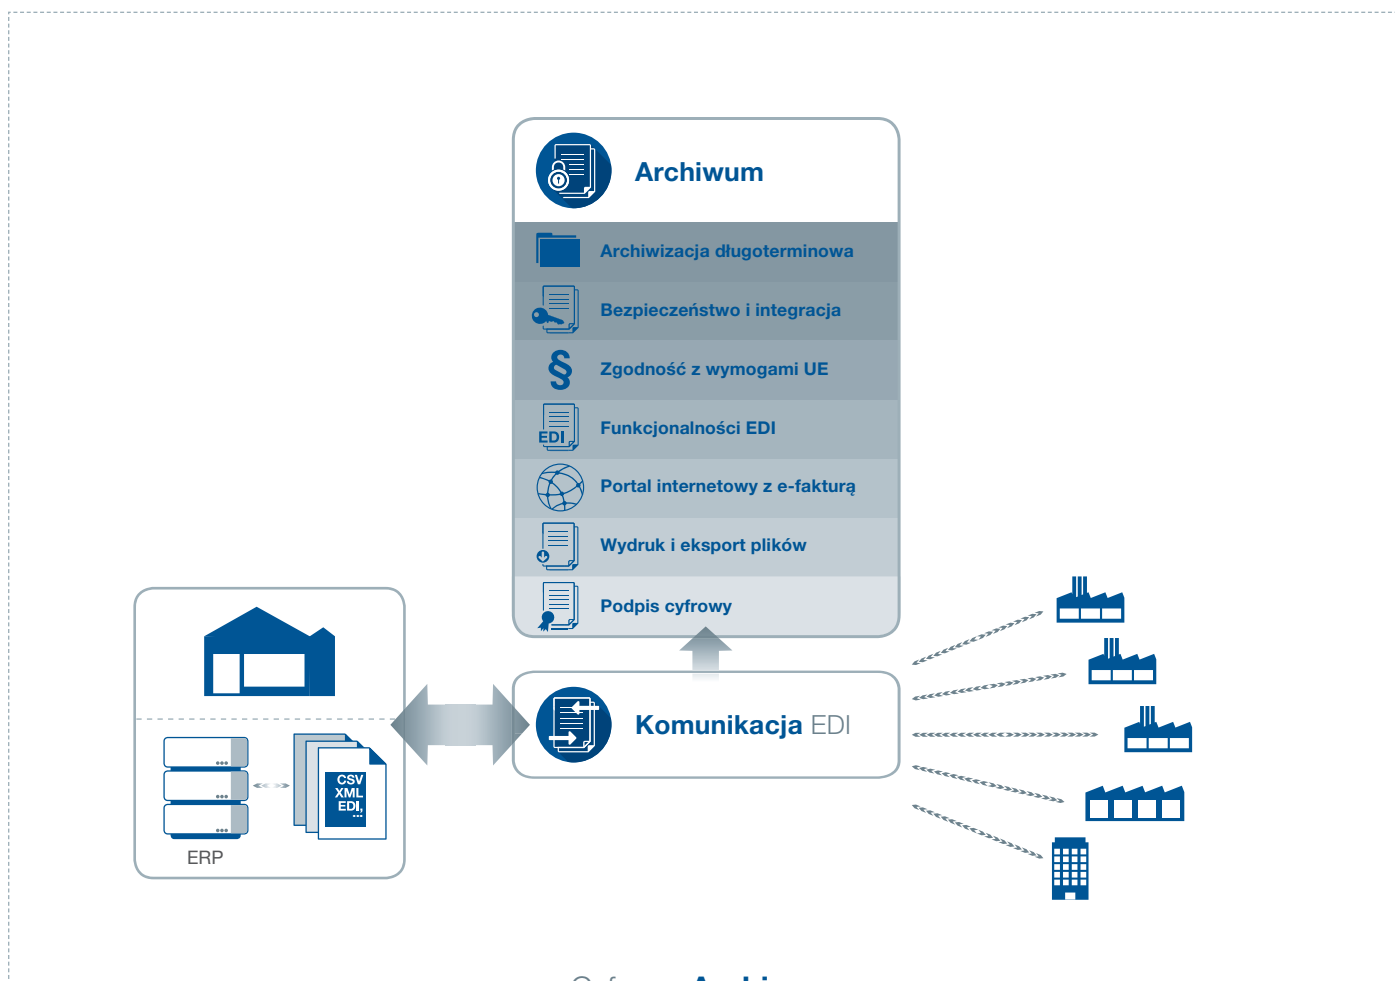 Archiwum
Archiwizacja długoterminowa
Bezpieczeństwo i integracja
Zgodność z wymogami UE
EDI
Funkcjonalności EDI
Portal internetowy z e-fakturą
Wydruk i eksport plików
Podpis cyfrowy
Komunikacja EDI
CSV
XML
EDI,
...
ERP